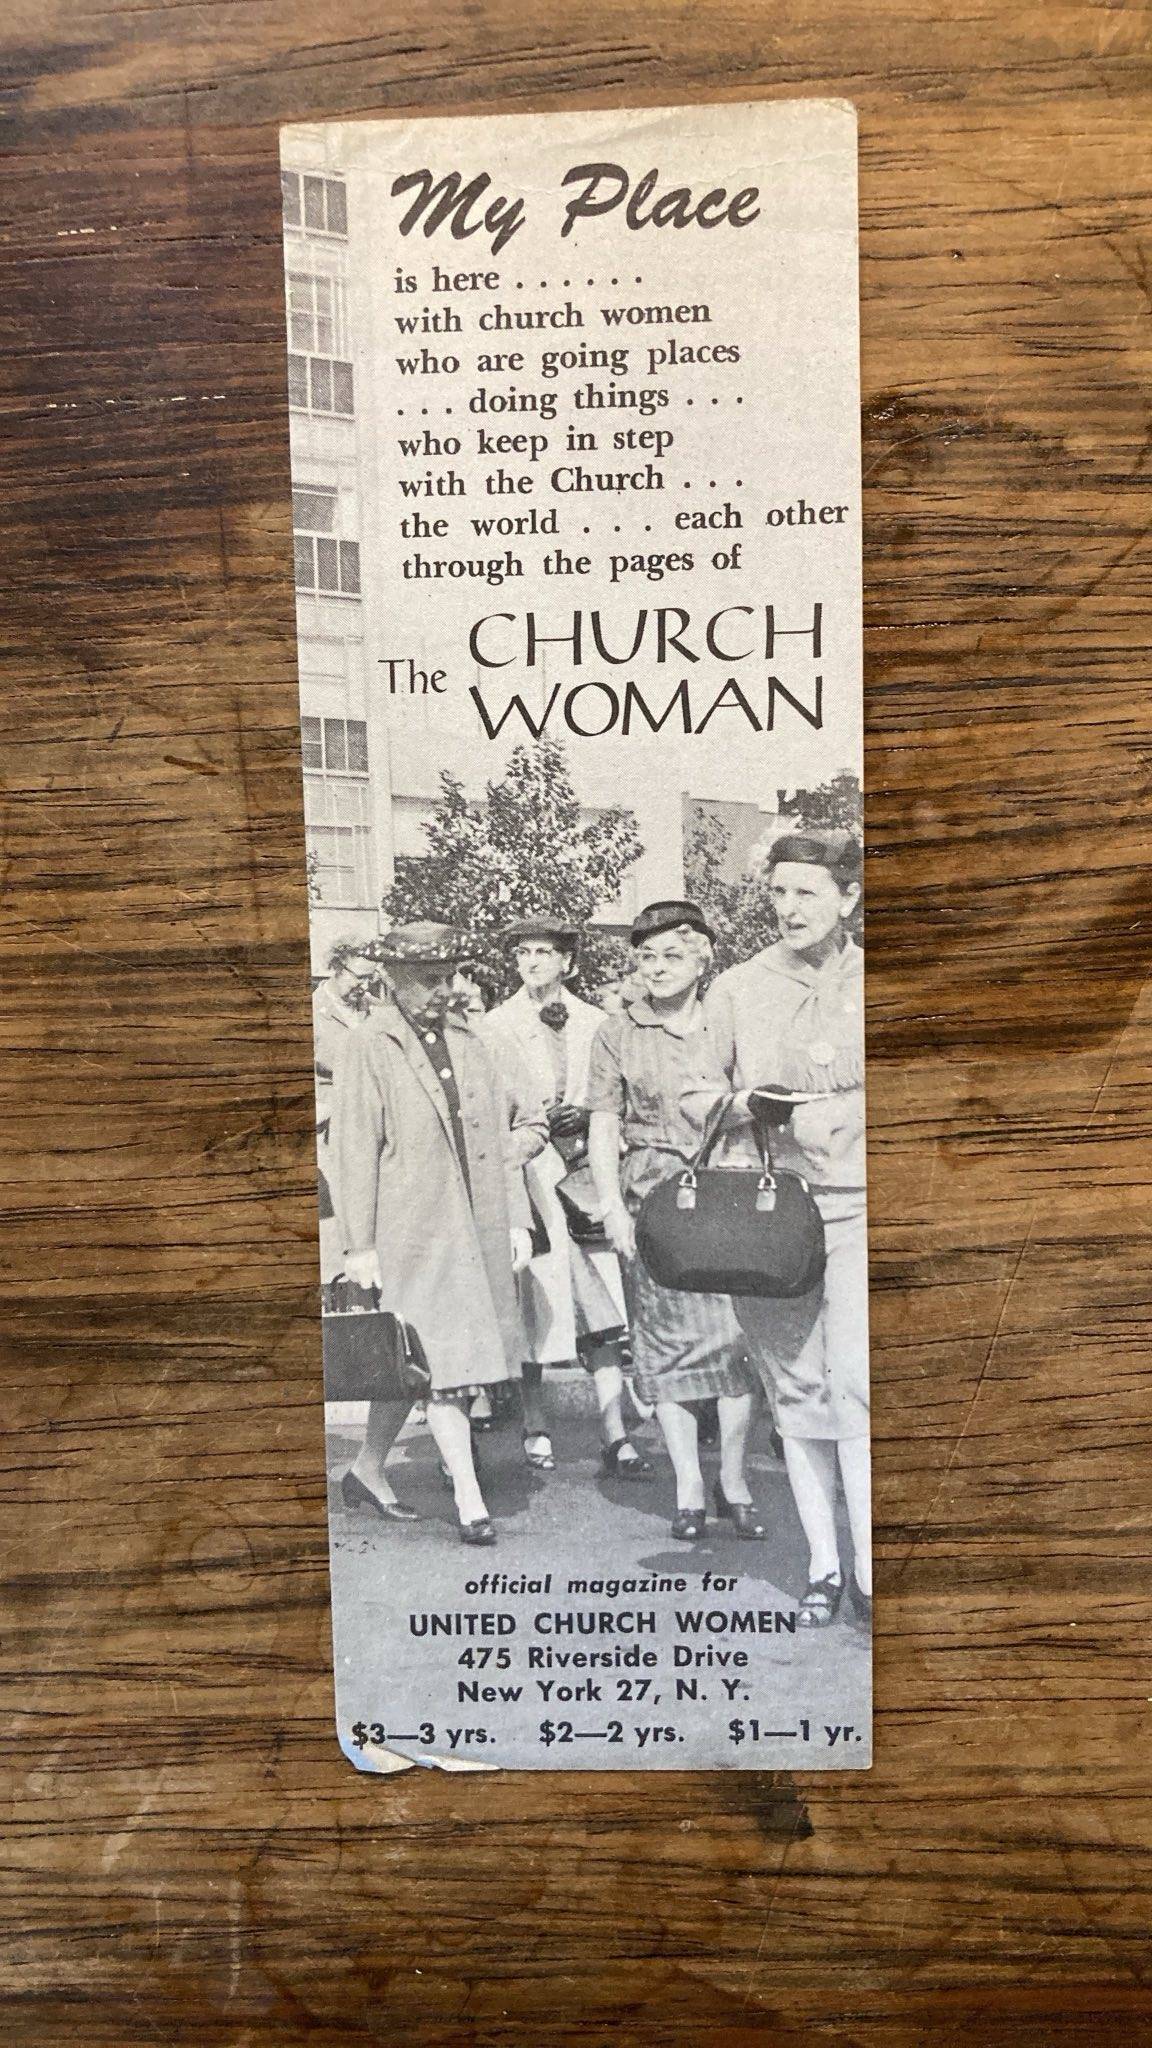 My Place
is here . . . . . .
with church women
who are going places
. . . doing things . . .
who keep in step
with the Church . . .
the world . . . each other
through the pages of
The CHURCH
WOMAN
official magazine for
UNITED CHURCH WOMEN
475 Riverside Drive
New York 27, N. Y.
$3—3 yrs. $2—2 yrs. $1—1 yr.